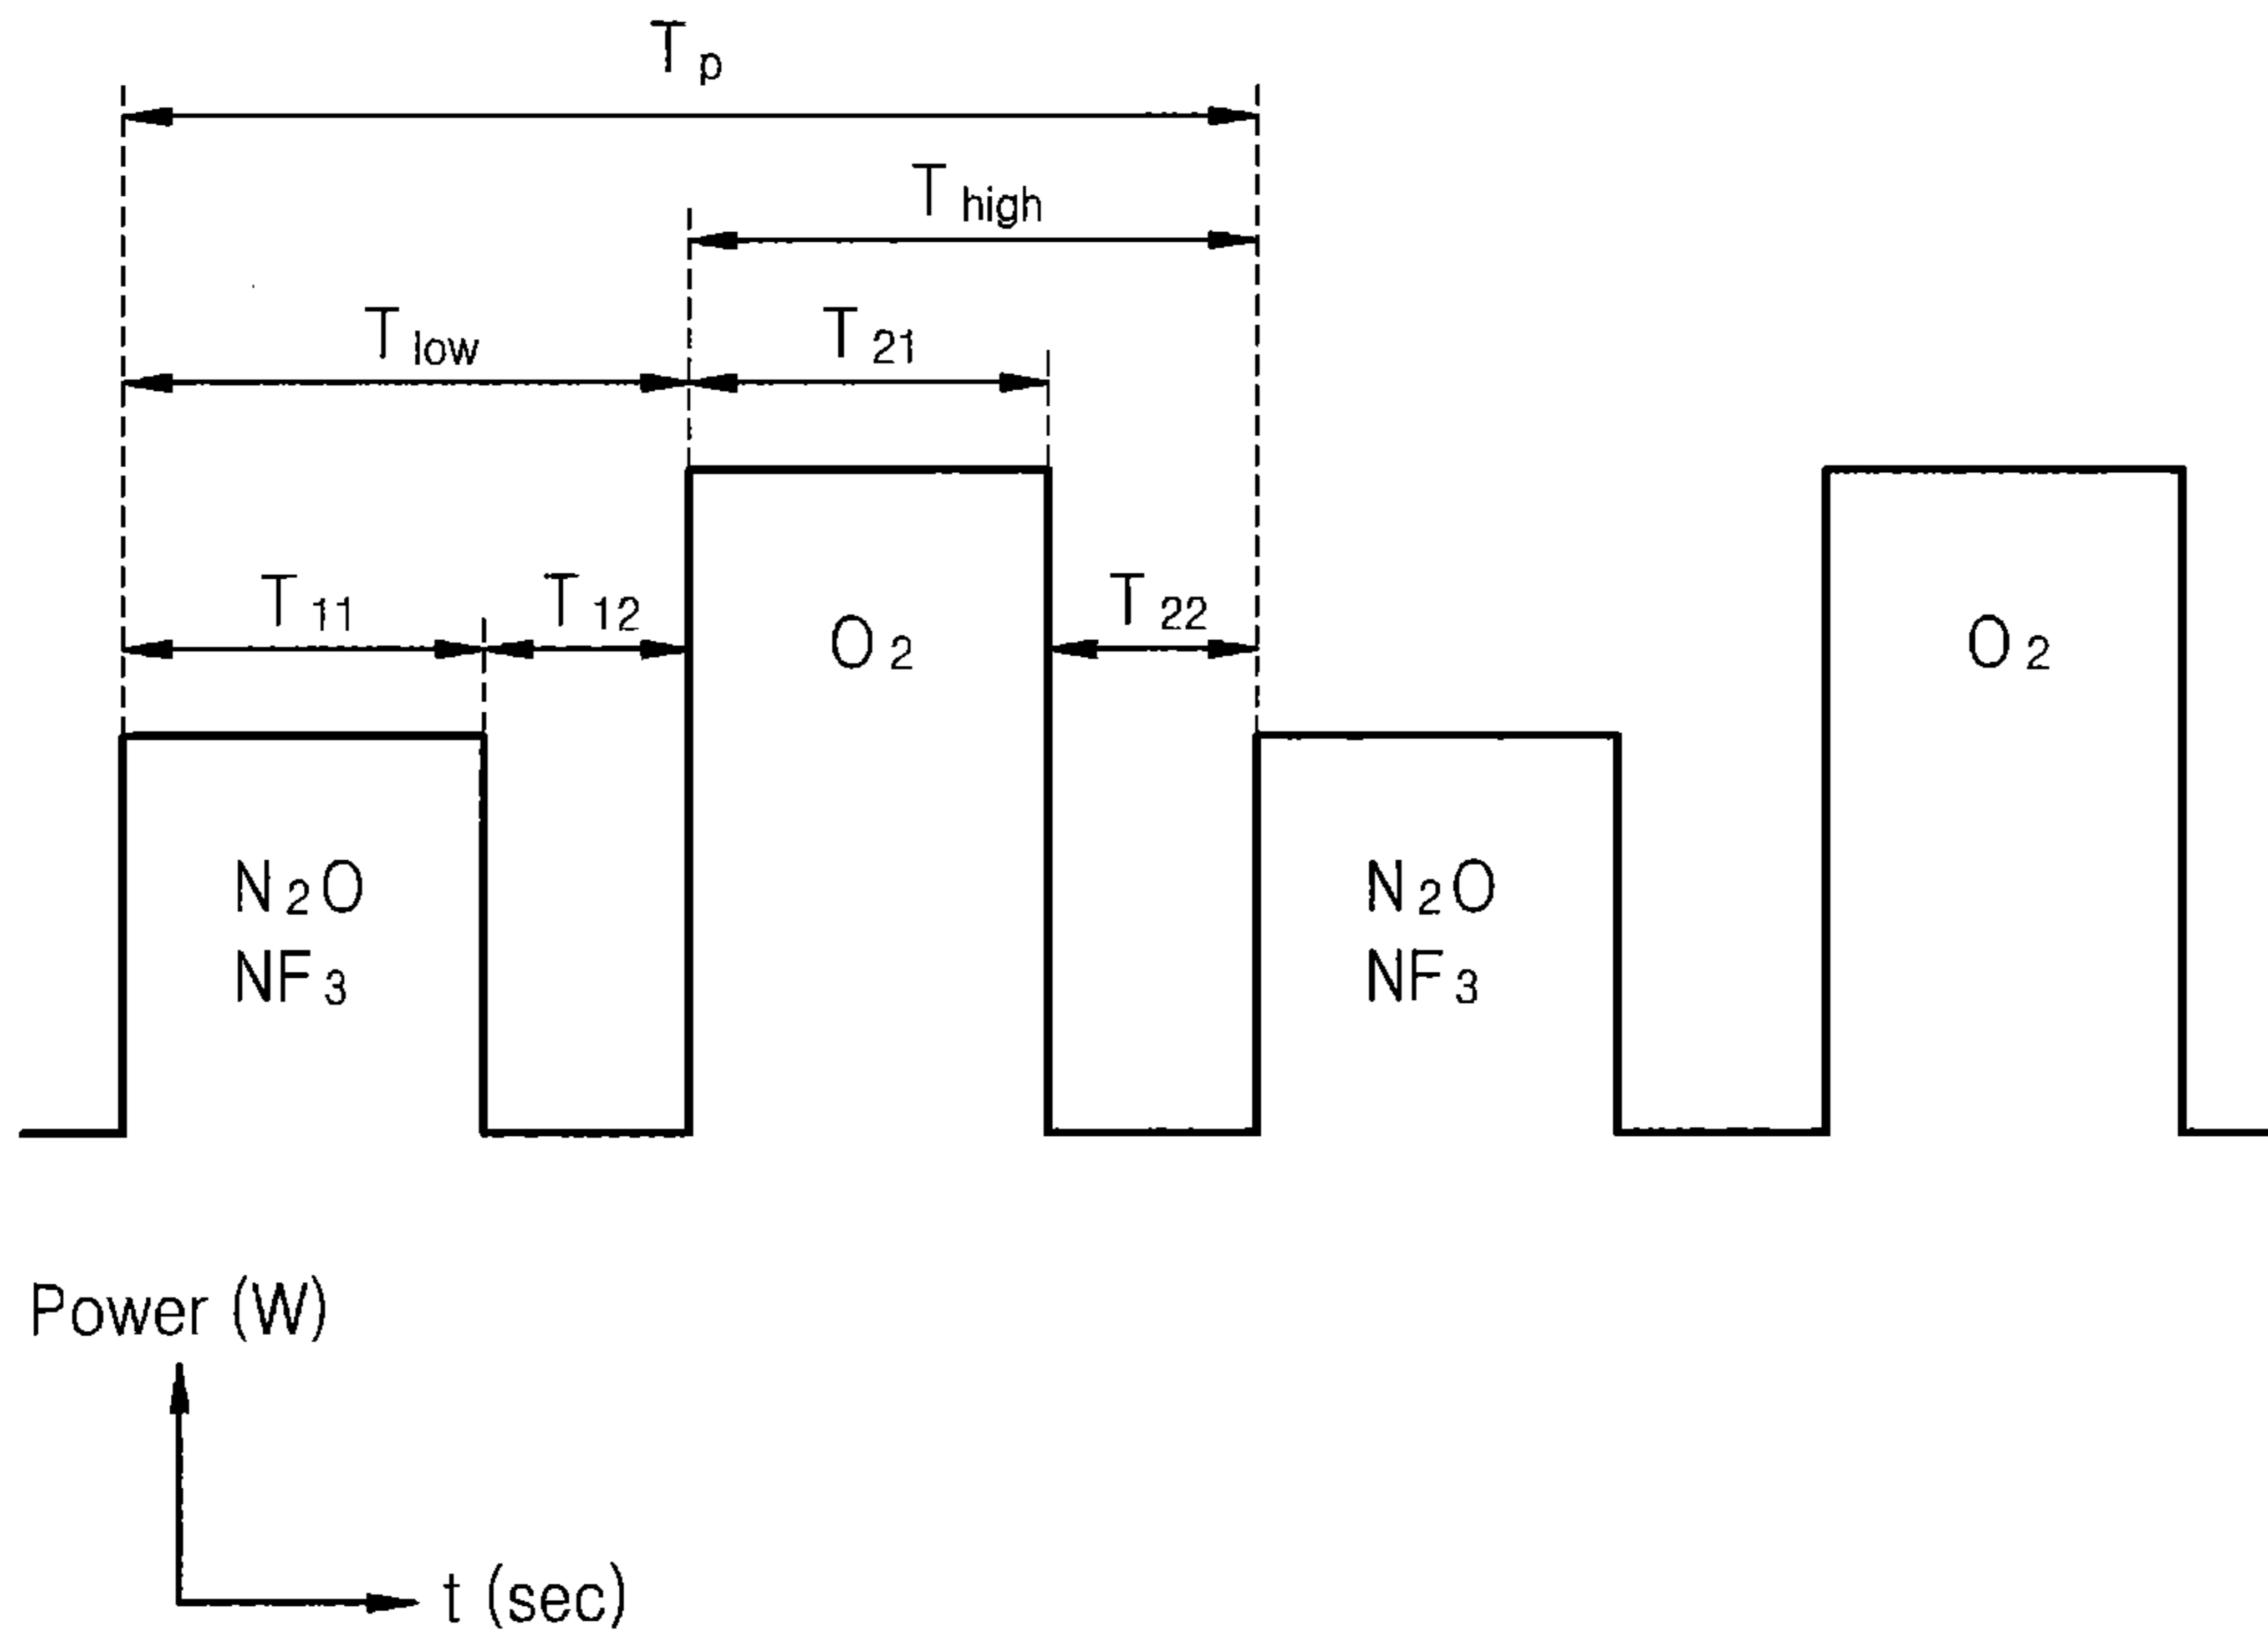 Tp
Thigh
Tlow T21
T11 T12 T22
O2 O2
N2O N2O
NF3 NF3
Power (W)
t (sec)